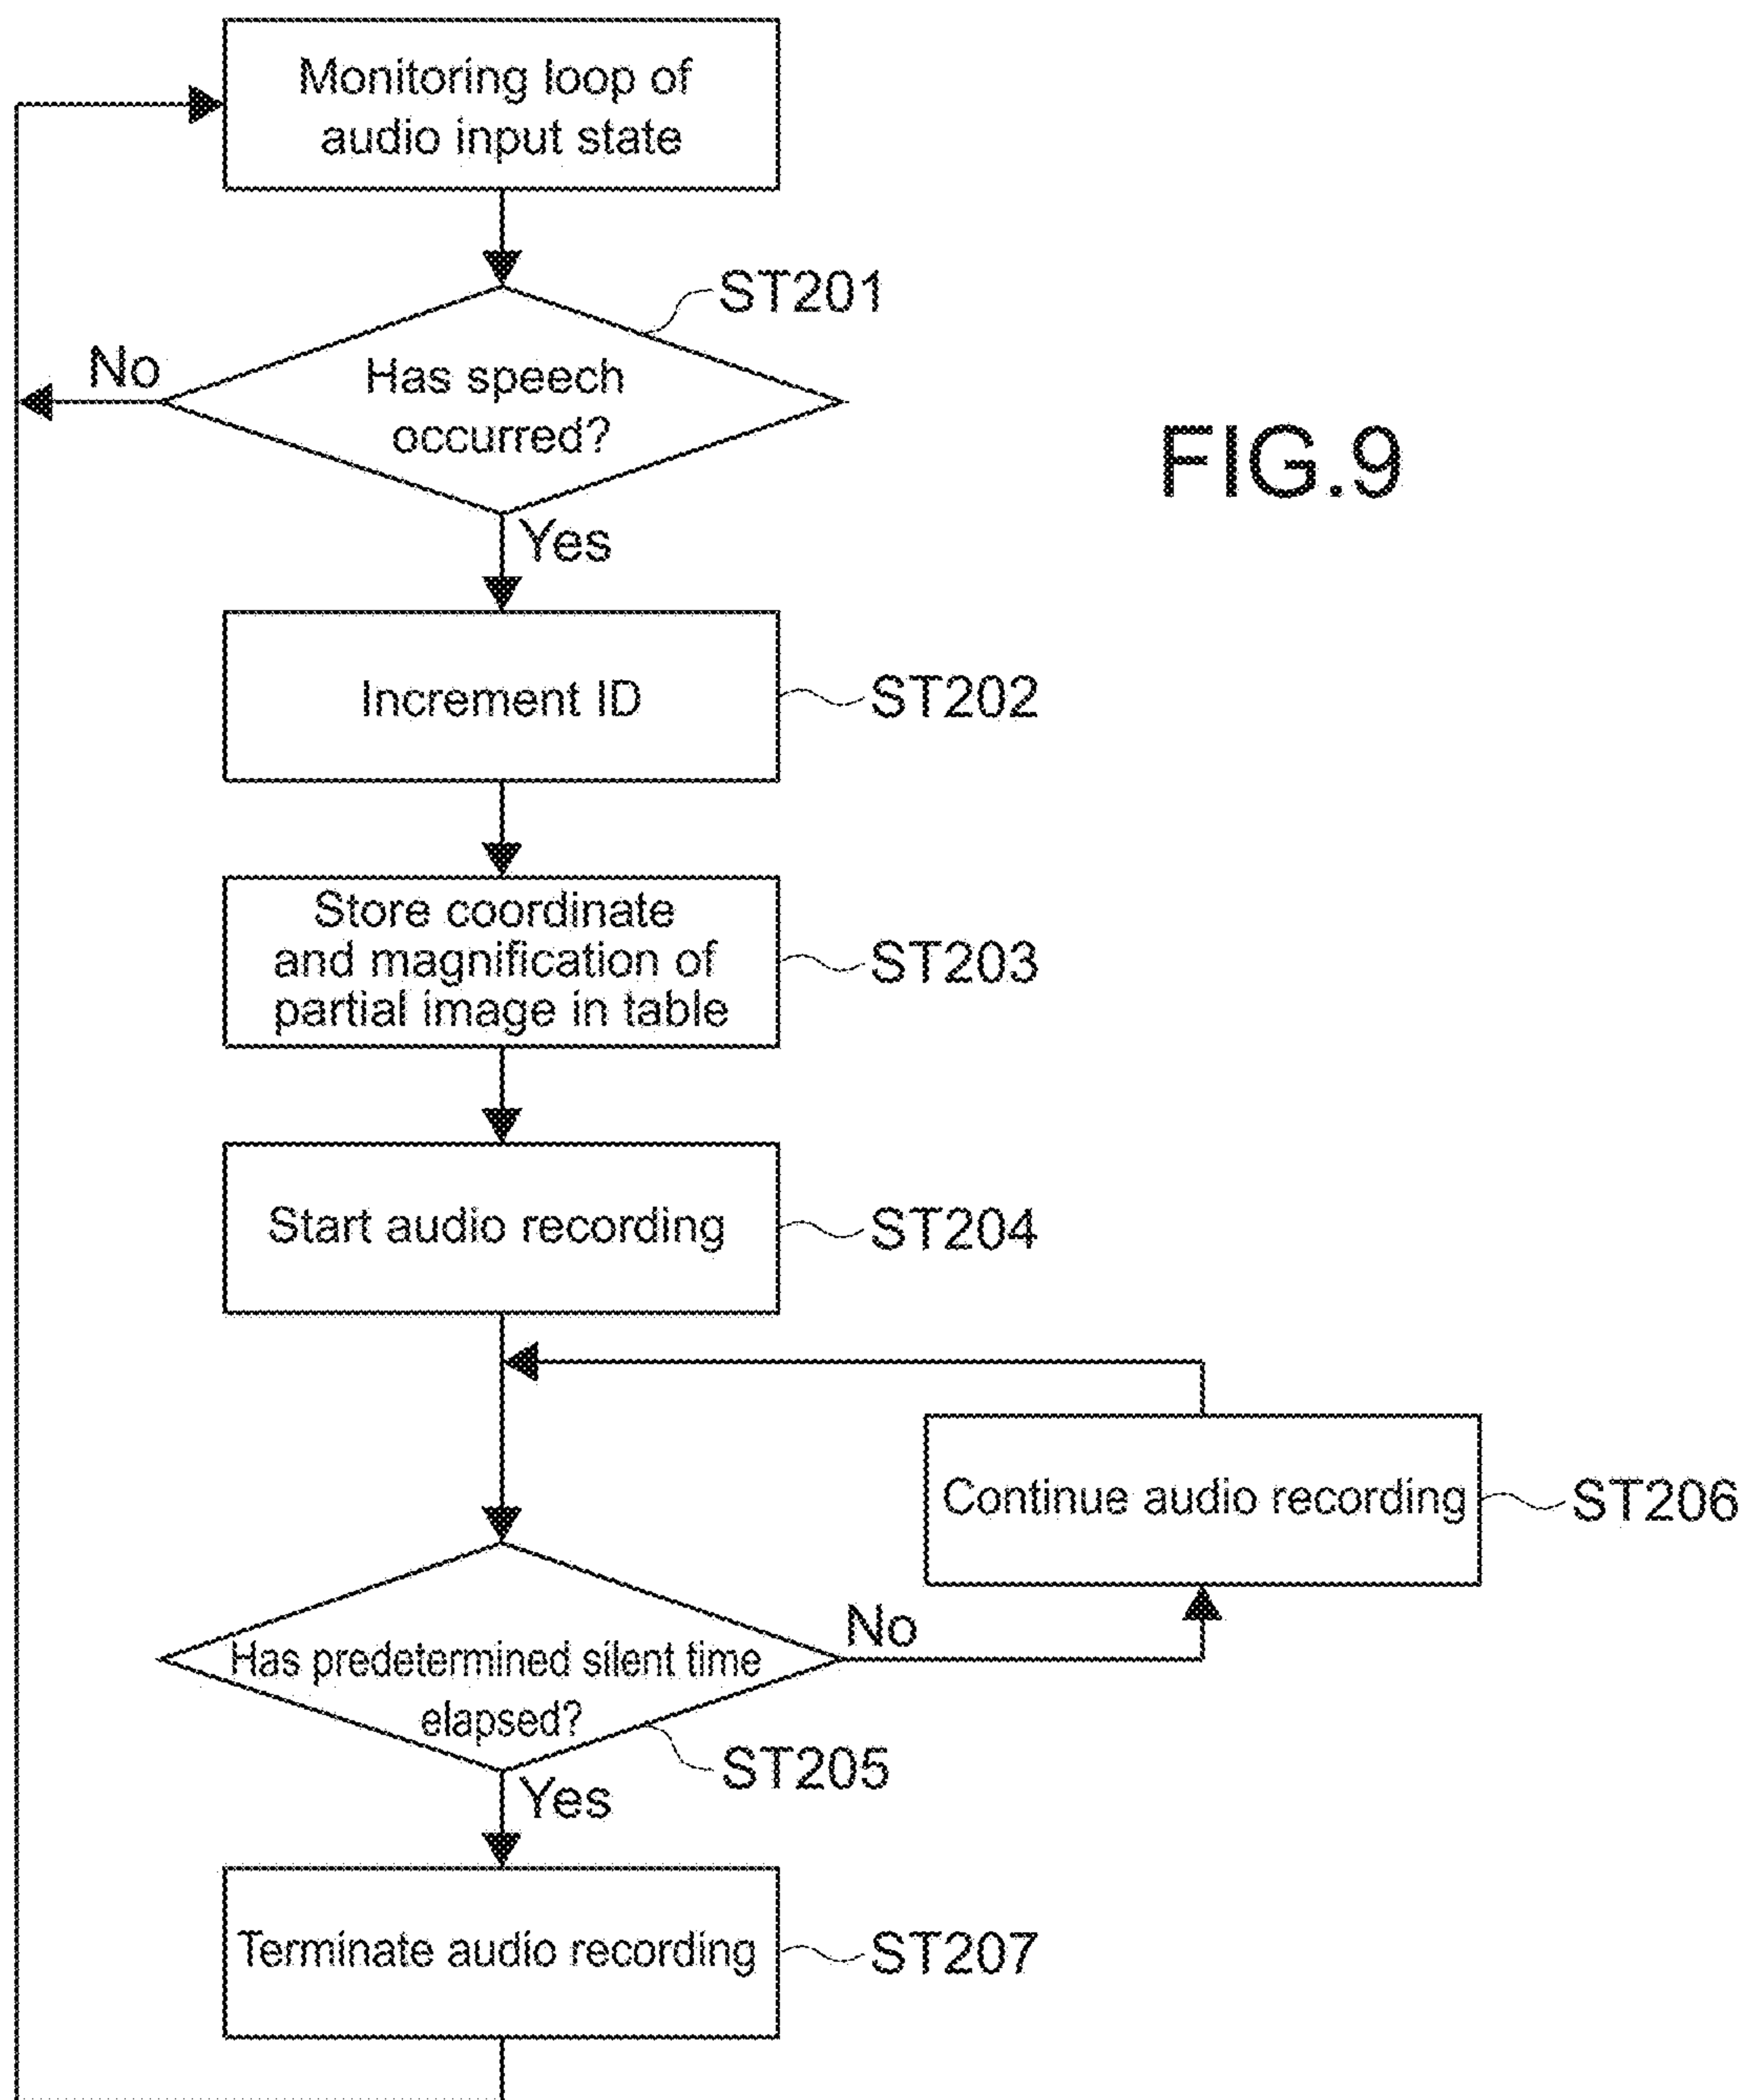 Monitoring loop of
audio input state
ST201
No
Has speech
occurred?
FIG.9
Yes
Increment ID
ST202
Store coordinate
and magnification of
partial image in table
ST203
Start audio recording
ST204
Continue audio recording
ST206
No
Has predetermined silent time
elapsed?
ST205
Yes
Terminate audio recording
ST207